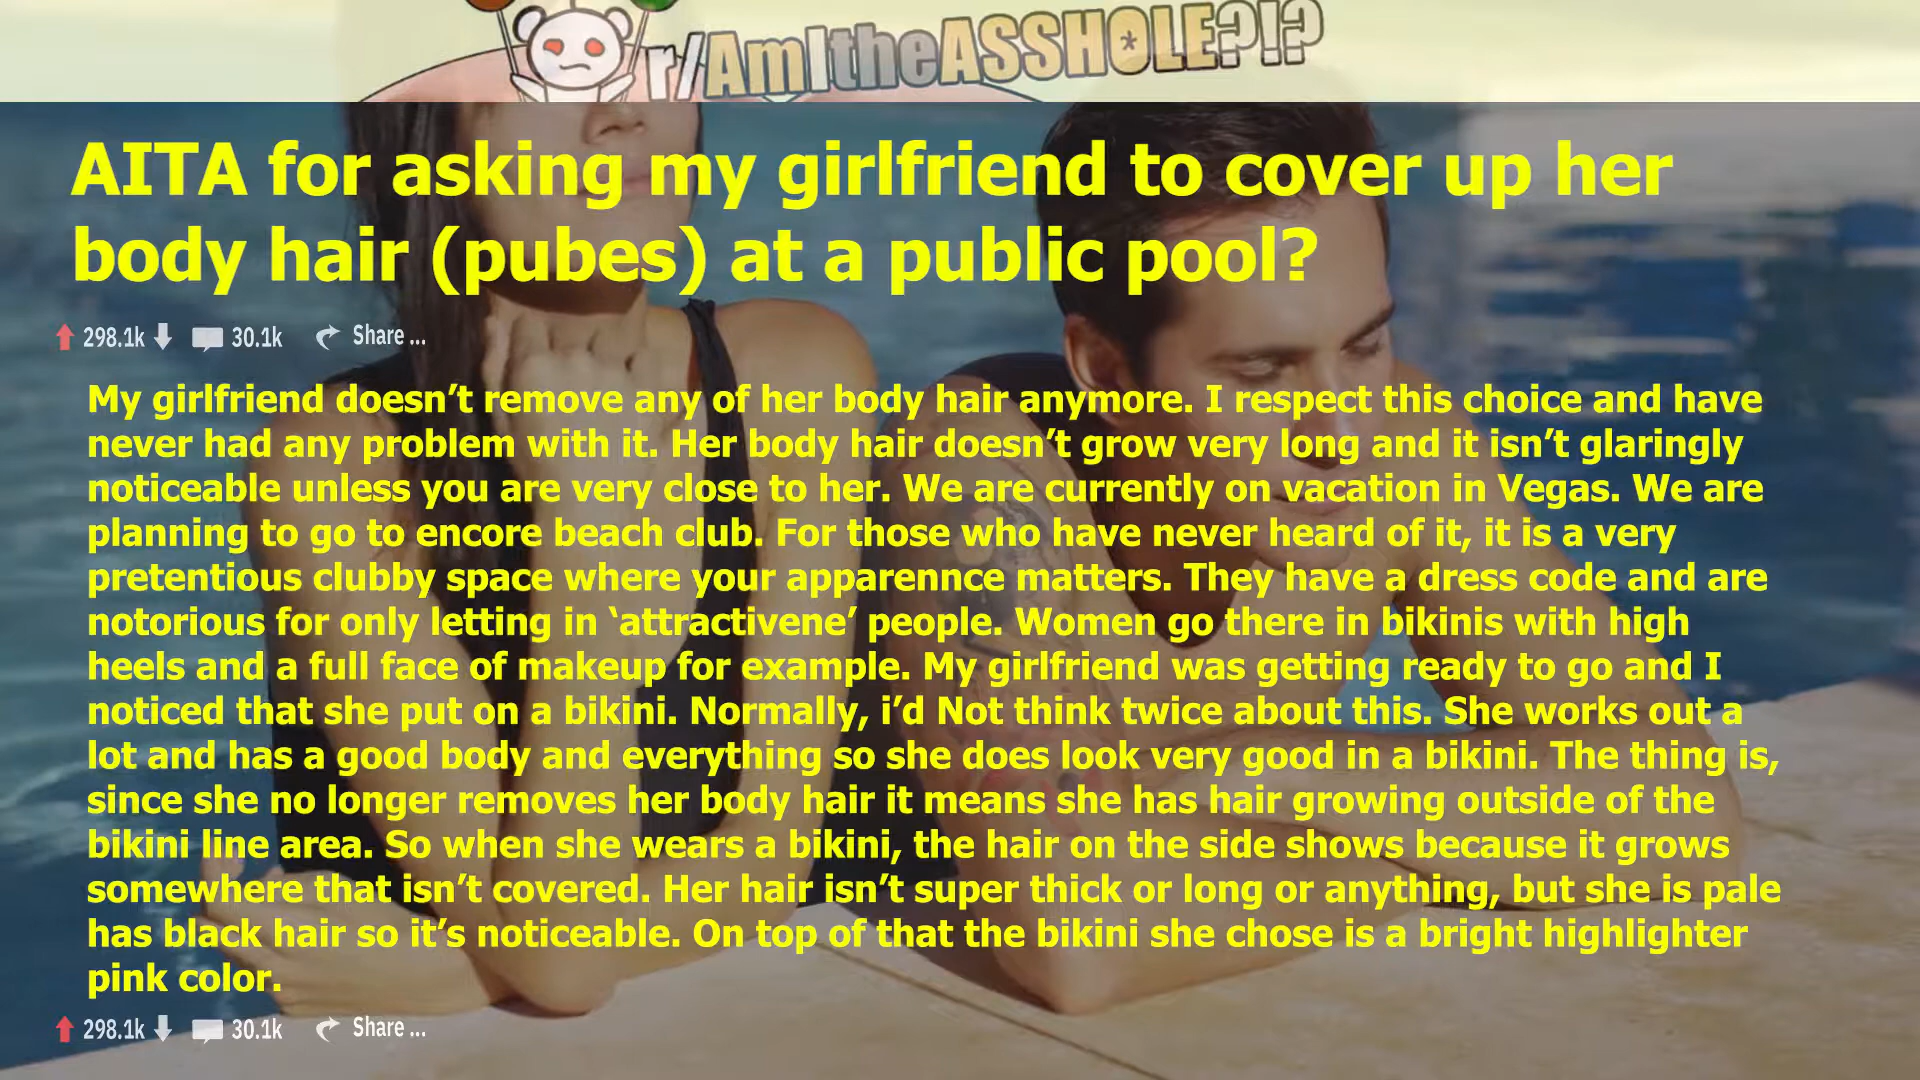 r/AmItheASSHOLE?!?
AITA for asking my girlfriend to cover up her
body hair (pubes) at a public pool?
298.1k 30.1k Share ...
My girlfriend doesn’t remove any of her body hair anymore. I respect this choice and have
never had any problem with it. Her body hair doesn’t grow very long and it isn’t glaringly
noticeable unless you are very close to her. We are currently on vacation in Vegas. We are
planning to go to encore beach club. For those who have never heard of it, it is a very
pretentious clubby space where your apparennce matters. They have a dress code and are
notorious for only letting in ‘attractivene’ people. Women go there in bikinis with high
heels and a full face of makeup for example. My girlfriend was getting ready to go and I
noticed that she put on a bikini. Normally, i’d Not think twice about this. She works out a
lot and has a good body and everything so she does look very good in a bikini. The thing is,
since she no longer removes her body hair it means she has hair growing outside of the
bikini line area. So when she wears a bikini, the hair on the side shows because it grows
somewhere that isn’t covered. Her hair isn’t super thick or long or anything, but she is pale
has black hair so it’s noticeable. On top of that the bikini she chose is a bright highlighter
pink color.
298.1k 30.1k Share ...